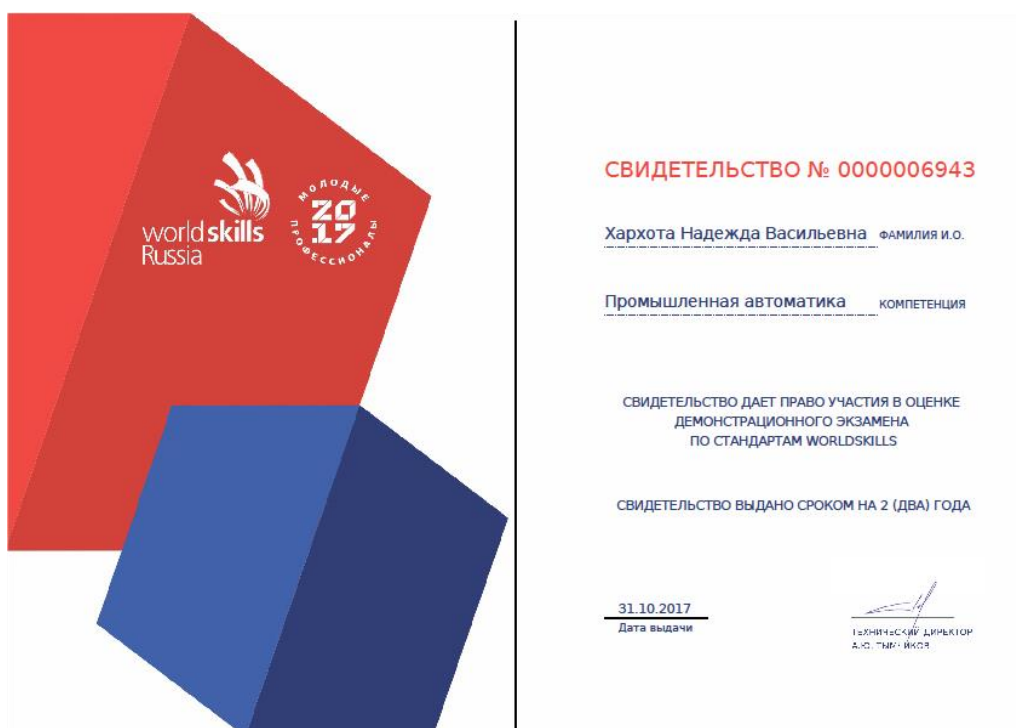 world skills
Russia
МОЛОДЫЕ
2017
ПРОФЕССИОНАЛЫ
СВИДЕТЕЛЬСТВО № 0000006943
Хархота Надежда Васильевна ФАМИЛИЯ И.О.
Промышленная автоматика КОМПЕТЕНЦИЯ
СВИДЕТЕЛЬСТВО ДАЕТ ПРАВО УЧАСТИЯ В ОЦЕНКЕ
ДЕМОНСТРАЦИОННОГО ЭКЗАМЕНА
ПО СТАНДАРТАМ WORLDSKILLS
СВИДЕТЕЛЬСТВО ВЫДАНО СРОКОМ НА 2 (ДВА) ГОДА
31.10.2017
Дата выдачи
ТЕХНИЧЕСКИЙ ДИРЕКТОР
А.Ю.